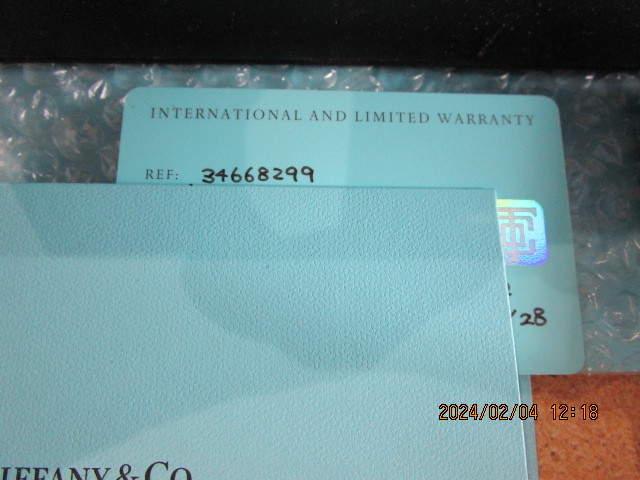 INTERNATIONAL AND LIMITED WARRANTY
REF: 34668299
/28
2024/02/04 12:18
TIFFANY & CO